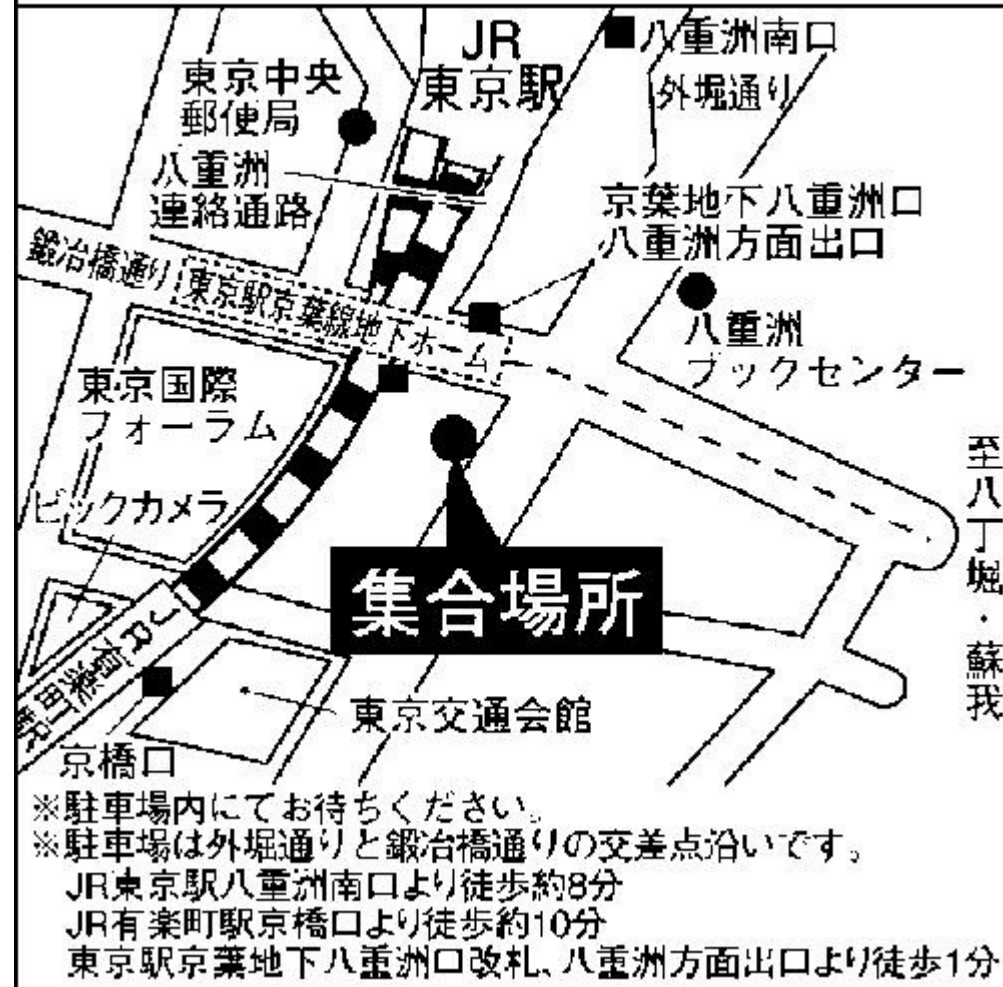 JR
東京駅
■八重洲南口
外堀通り
東京中央
郵便局
八重洲
連絡通路
京葉地下八重洲口
八重洲方面出口
鍛冶橋通り
東京駅京葉線地下ホーム
八重洲
ブックセンター
東京国際
フォーラム
ビックカメラ
至八丁堀・蘇我
集合場所
JR有楽町駅
東京交通会館
京橋口
※駐車場内にてお待ちください。
※駐車場は外堀通りと鍛冶橋通りの交差点沿いです。
JR東京駅八重洲南口より徒歩約8分
JR有楽町駅京橋口より徒歩約10分
東京駅京葉地下八重洲口改札、八重洲方面出口より徒歩1分